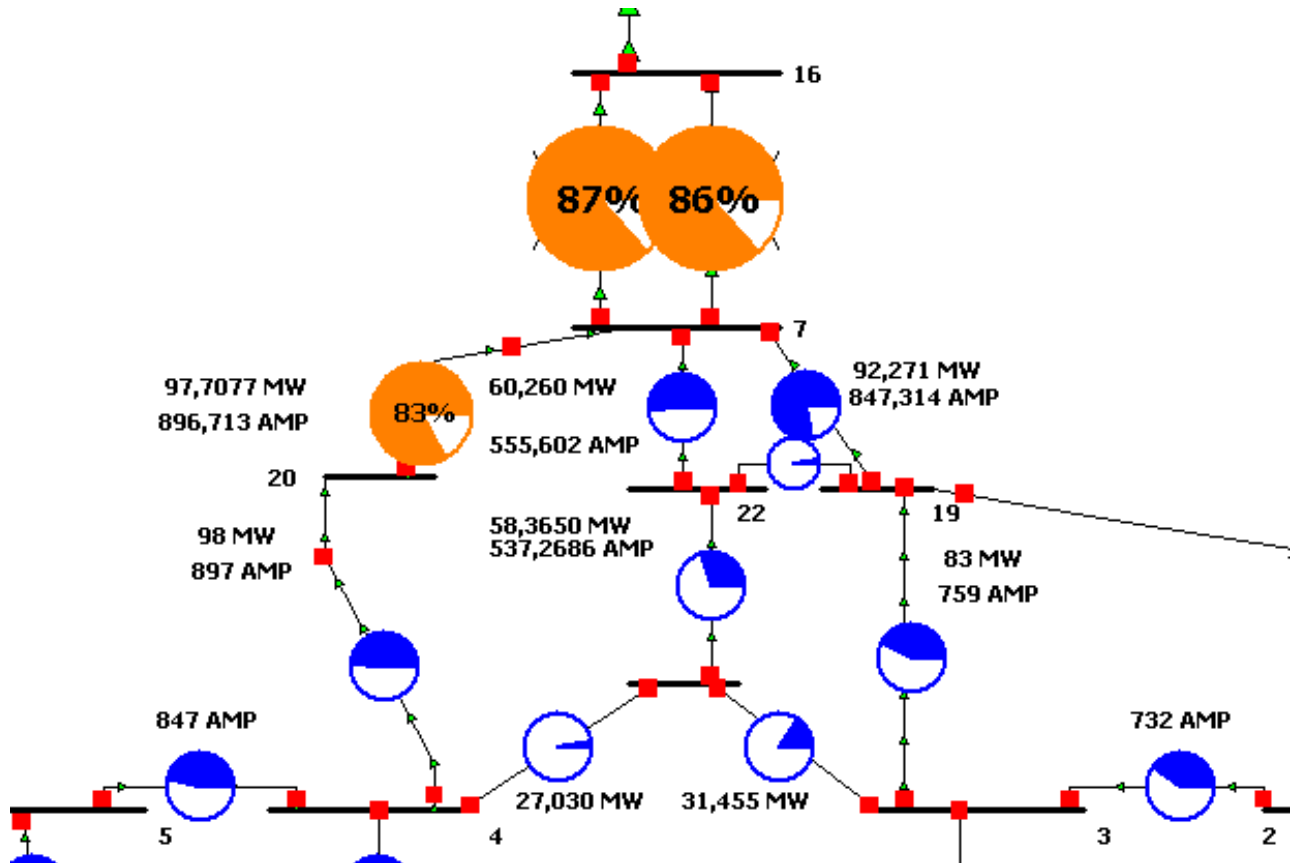 16
87%
86%
7
97,7077 MW
896,713 AMP
83%
60,260 MW
555,602 AMP
92,271 MW
847,314 AMP
20
22
19
98 MW
897 AMP
58,3650 MW
537,2686 AMP
83 MW
759 AMP
847 AMP
732 AMP
27,030 MW
31,455 MW
5
4
3
2